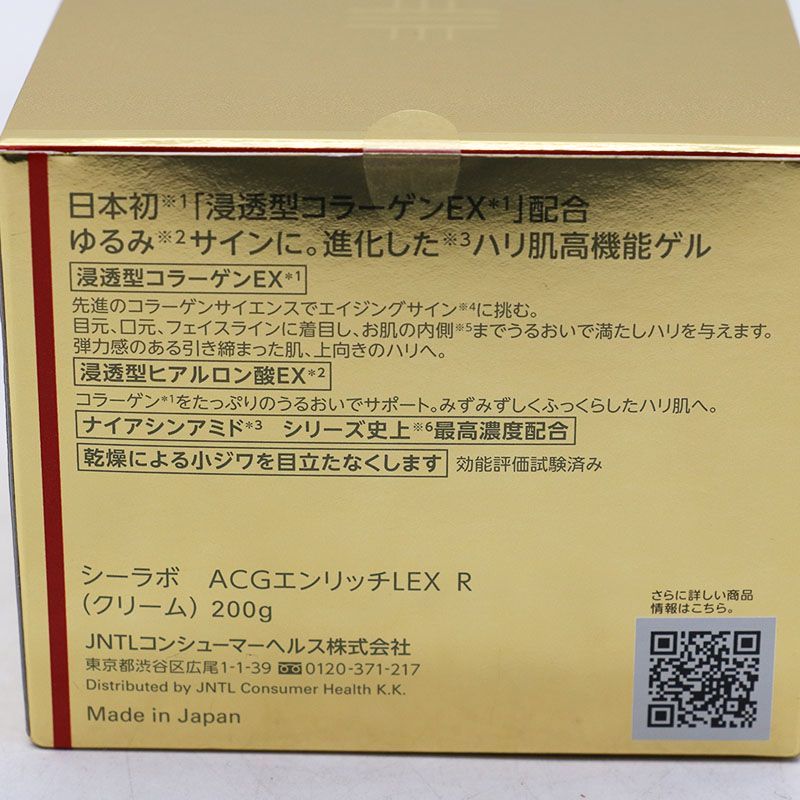 日本初※1「浸透型コラーゲンEX*1」配合
ゆるみ※2サインに。進化した※3ハリ肌高機能ゲル
浸透型コラーゲンEX*1
先進のコラーゲンサイエンスでエイジングサイン※4に挑む。
目元、口元、フェイスラインに着目し、お肌の内側※5までうるおいで満たしハリを与えます。
弾力感のある引き締まった肌、上向きのハリへ。
浸透型ヒアルロン酸EX*2
コラーゲン*1をたっぷりのうるおいでサポート。みずみずしくふっくらしたハリ肌へ。
ナイアシンアミド*3 シリーズ史上※6最高濃度配合
乾燥による小ジワを目立たなくします 効能評価試験済み
シーラボ ACGエンリッチLEX R
（クリーム） 200g
JNTLコンシューマーヘルス株式会社
東京都渋谷区広尾1-1-39 0120-371-217
Distributed by JNTL Consumer Health K.K.
Made in Japan
さらに詳しい商品
情報はこちら。